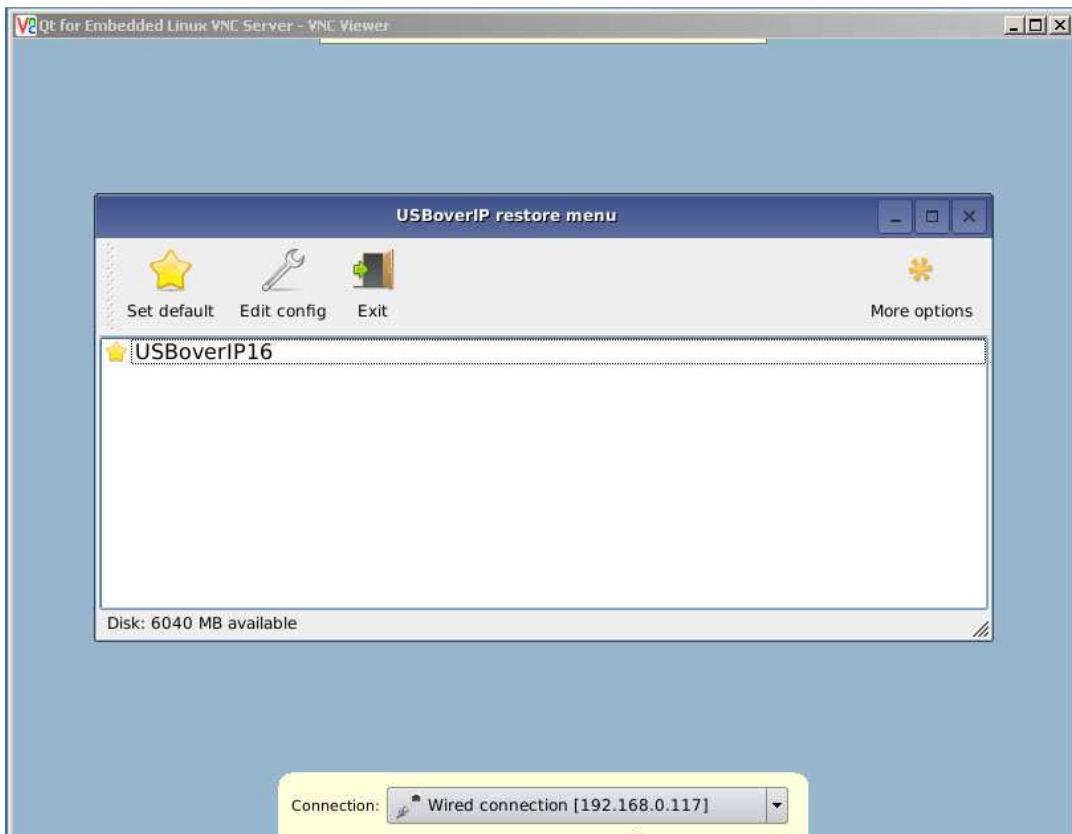 Qt for Embedded Linux VNC Server - VNC Viewer
USBoverIP restore menu
Set default Edit config Exit More options
USBoverIP16
Disk: 6040 MB available
Connection: Wired connection [192.168.0.117]